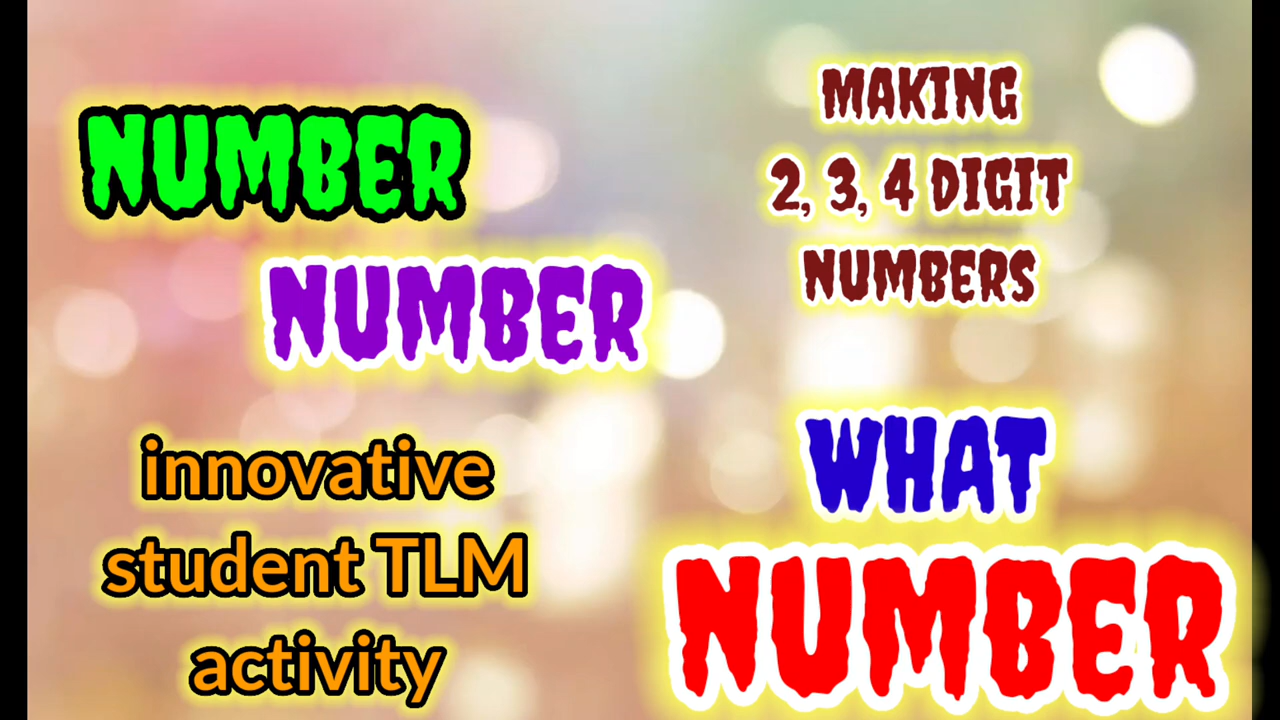 NUMBER
NUMBER
innovative
student TLM
activity
MAKING
2, 3, 4 DIGIT
NUMBERS
WHAT
NUMBER